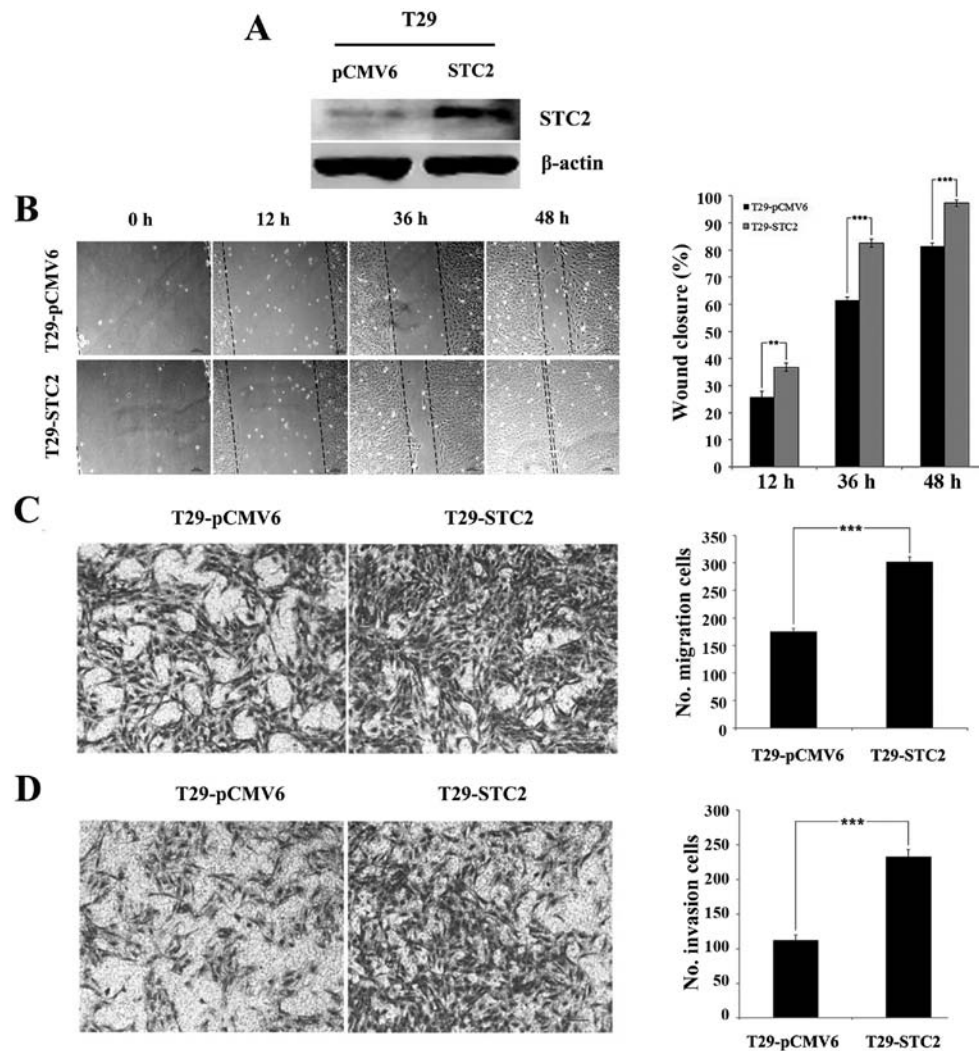 A
T29
pCMV6 STC2
STC2
β-actin
B
0 h 12 h 36 h 48 h
T29-pCMV6
T29-STC2
Wound closure (%)
100
90
80
70
60
50
40
30
20
10
0
T29-pCMV6
T29-STC2
** *** ***
12 h 36 h 48 h
C
T29-pCMV6 T29-STC2
No. migration cells
350
300
250
200
150
100
50
0
***
T29-pCMV6 T29-STC2
D
T29-pCMV6 T29-STC2
No. invasion cells
300
250
200
150
100
50
0
***
T29-pCMV6 T29-STC2